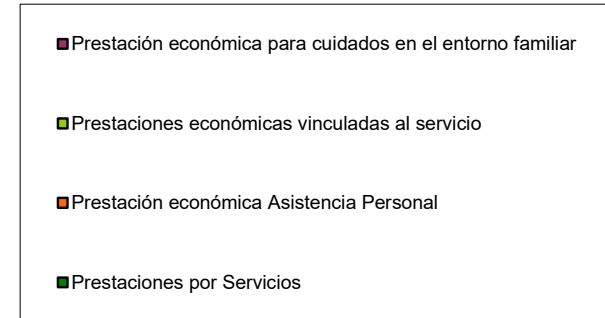 Prestación económica para cuidados en el entorno familiar
Prestaciones económicas vinculadas al servicio
Prestación económica Asistencia Personal
Prestaciones por Servicios